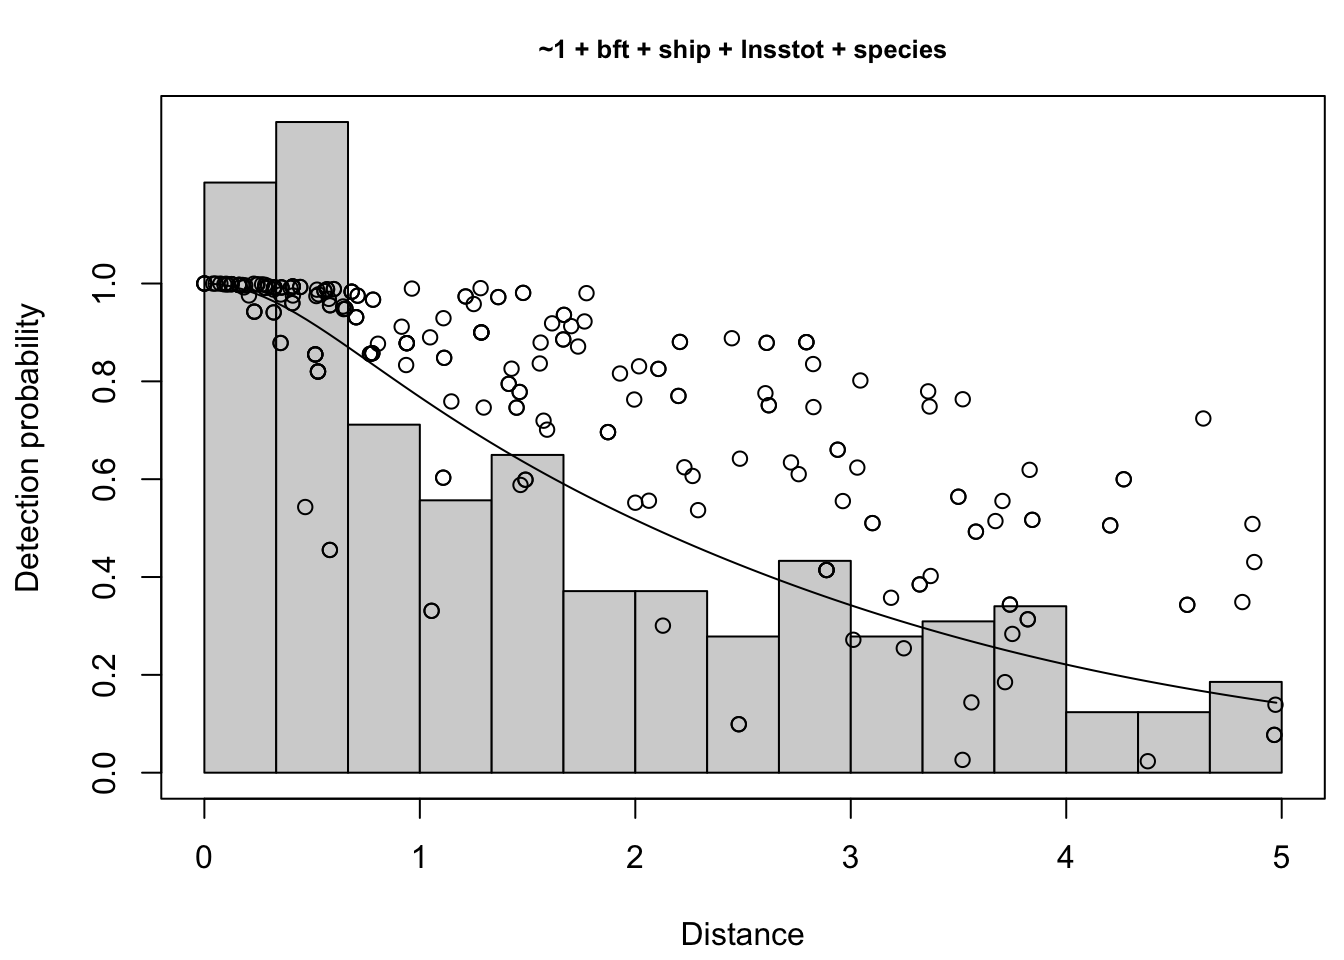 ~1 + bft + ship + lnsstot + species
Detection probability
1.0
0.8
0.6
0.4
0.2
0.0
0 1 2 3 4 5
Distance